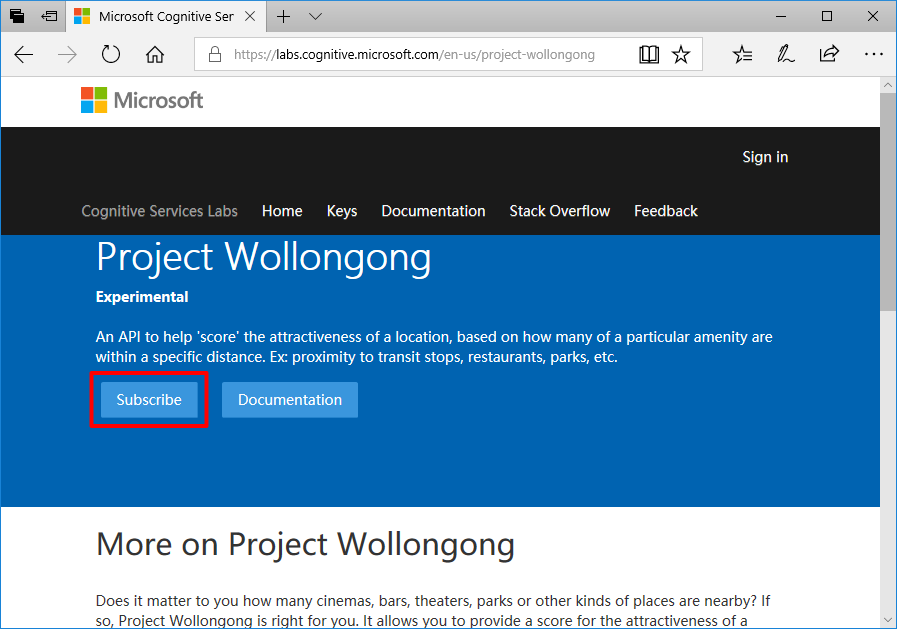 Microsoft Cognitive Ser
https://labs.cognitive.microsoft.com/en-us/project-wollongong
Microsoft
Sign in
Cognitive Services Labs Home Keys Documentation Stack Overflow Feedback
Project Wollongong
Experimental
An API to help 'score' the attractiveness of a location, based on how many of a particular amenity are
within a specific distance. Ex: proximity to transit stops, restaurants, parks, etc.
Subscribe Documentation
More on Project Wollongong
Does it matter to you how many cinemas, bars, theaters, parks or other kinds of places are nearby? If
so, Project Wollongong is right for you. It allows you to provide a score for the attractiveness of a